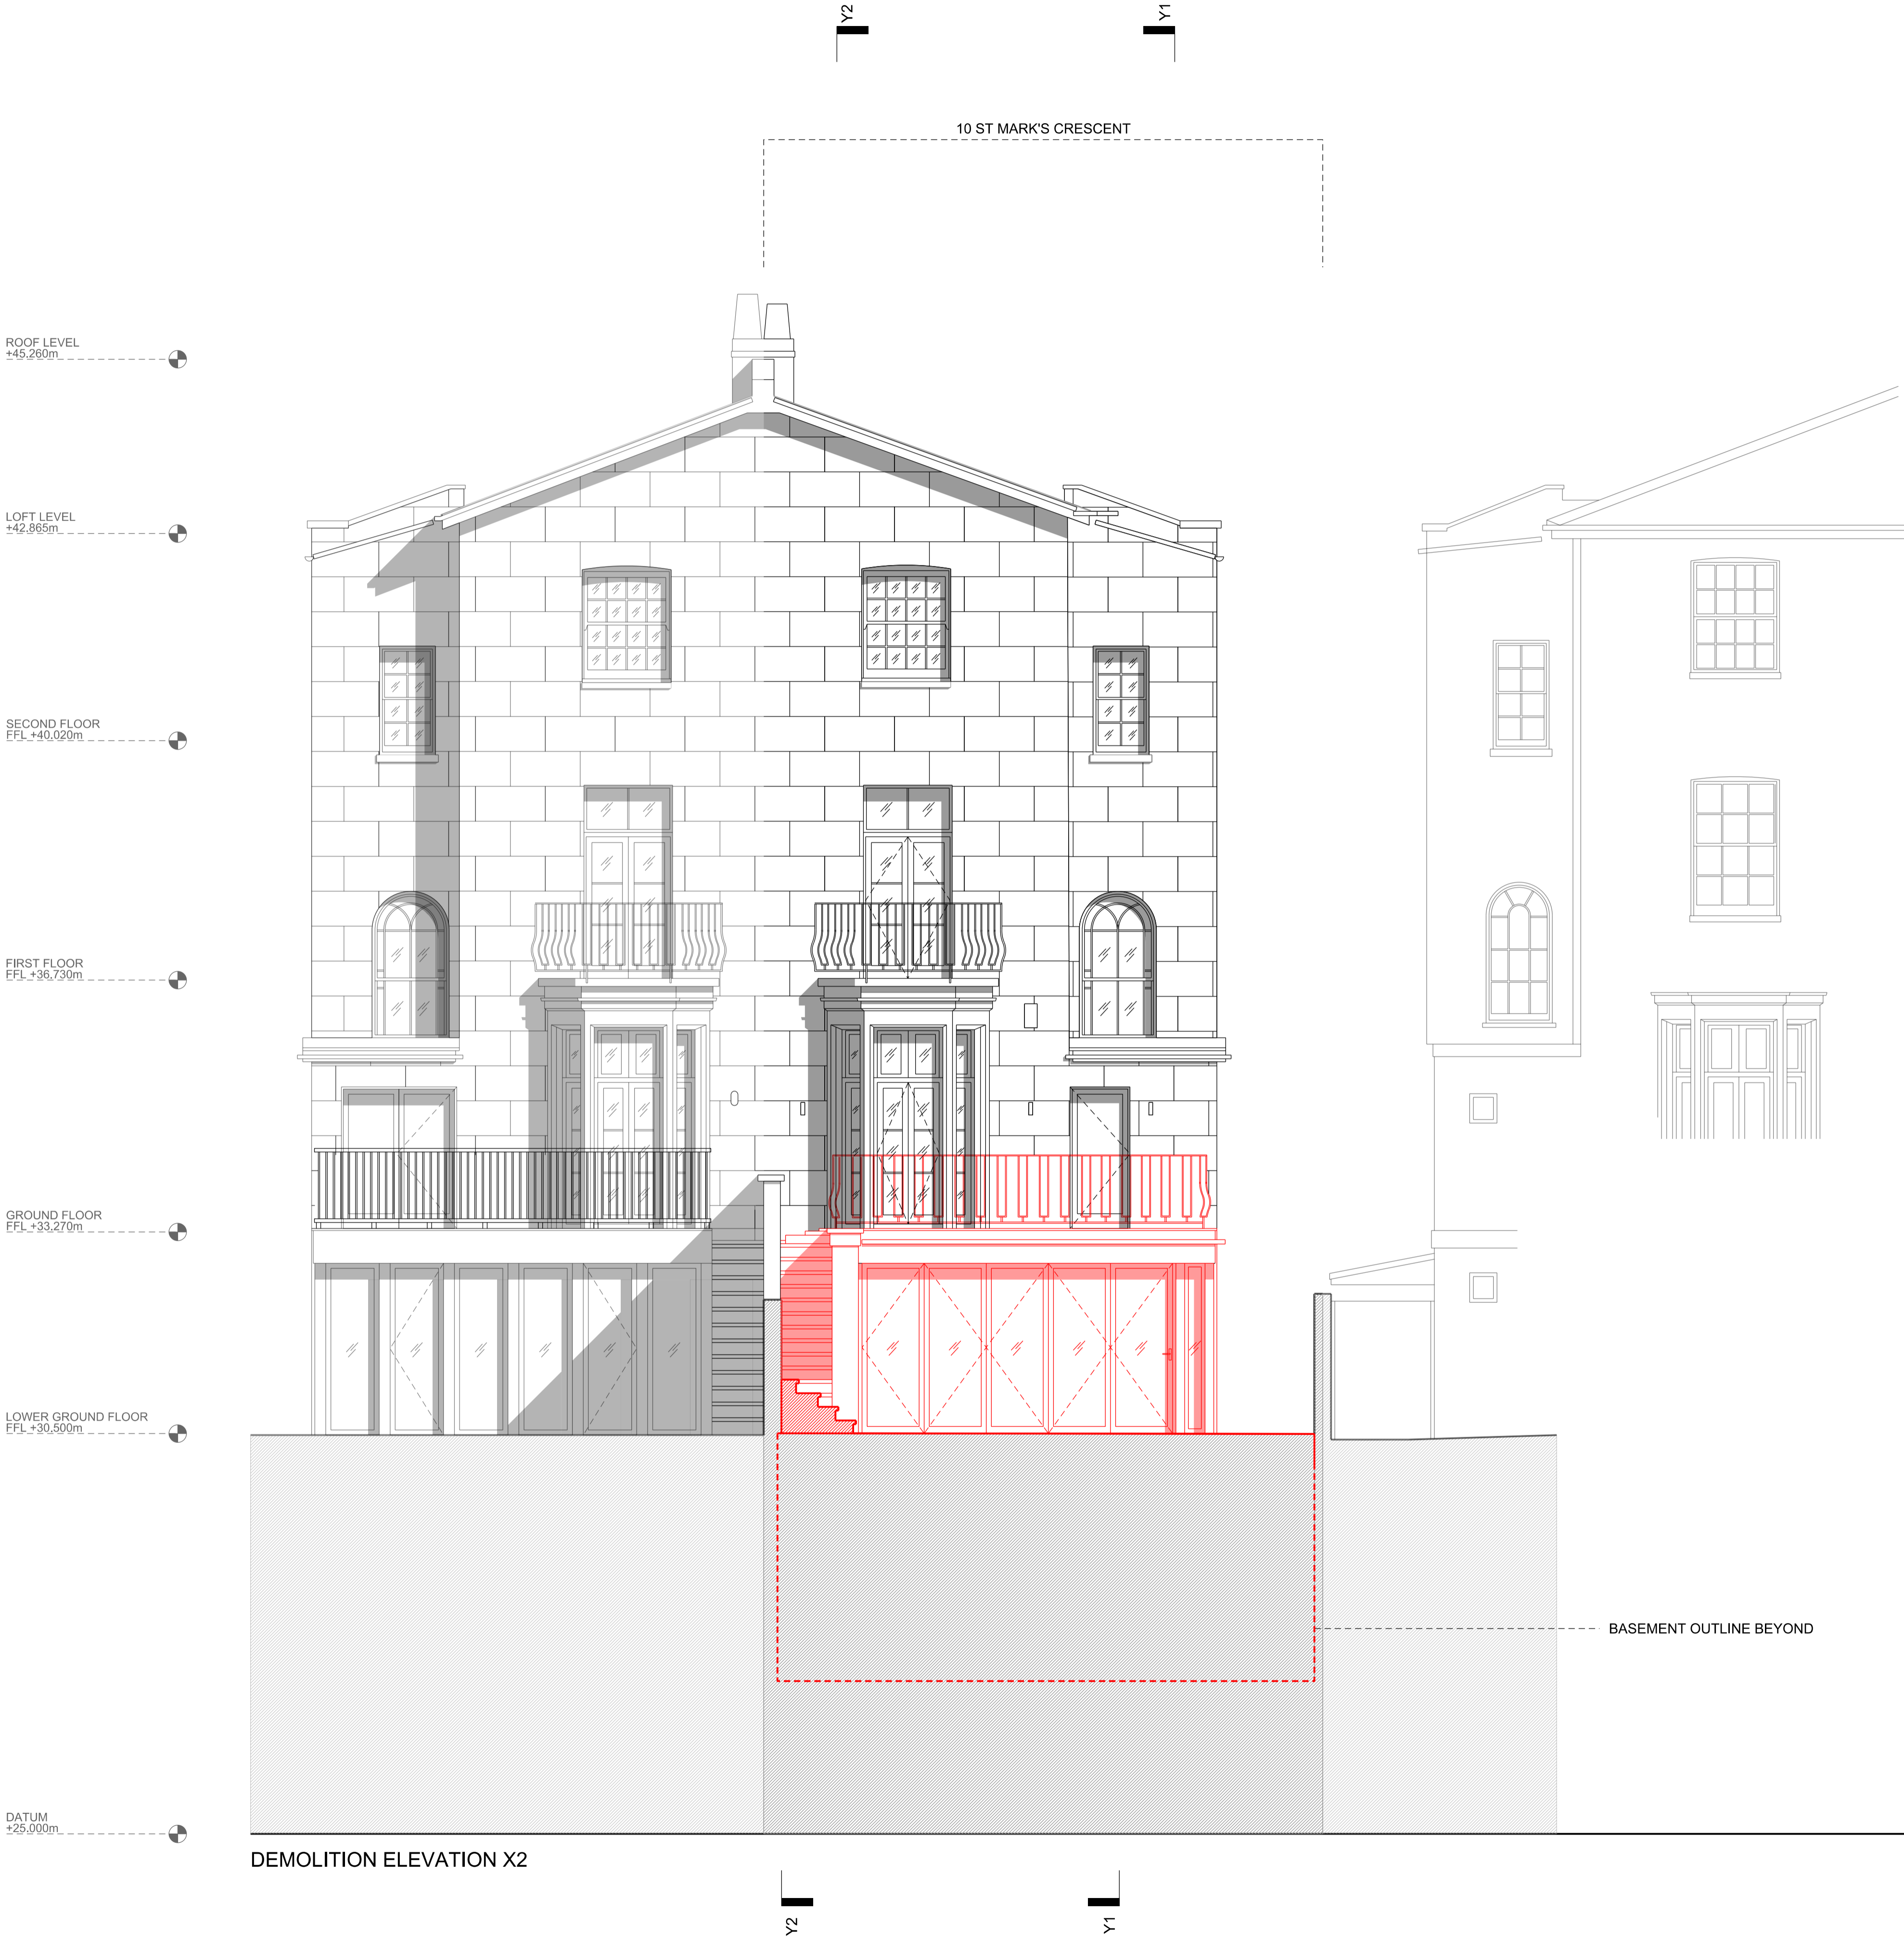 Y2
Y1
10 ST MARK'S CRESCENT
ROOF LEVEL
+45,260m
LOFT LEVEL
+42,865m
SECOND FLOOR
FFL +40,020m
FIRST FLOOR
FFL +36,730m
GROUND FLOOR
FFL +33,270m
LOWER GROUND FLOOR
FFL +30,500m
BASEMENT OUTLINE BEYOND
DATUM
+25,000m
DEMOLITION ELEVATION X2
Y2
Y1